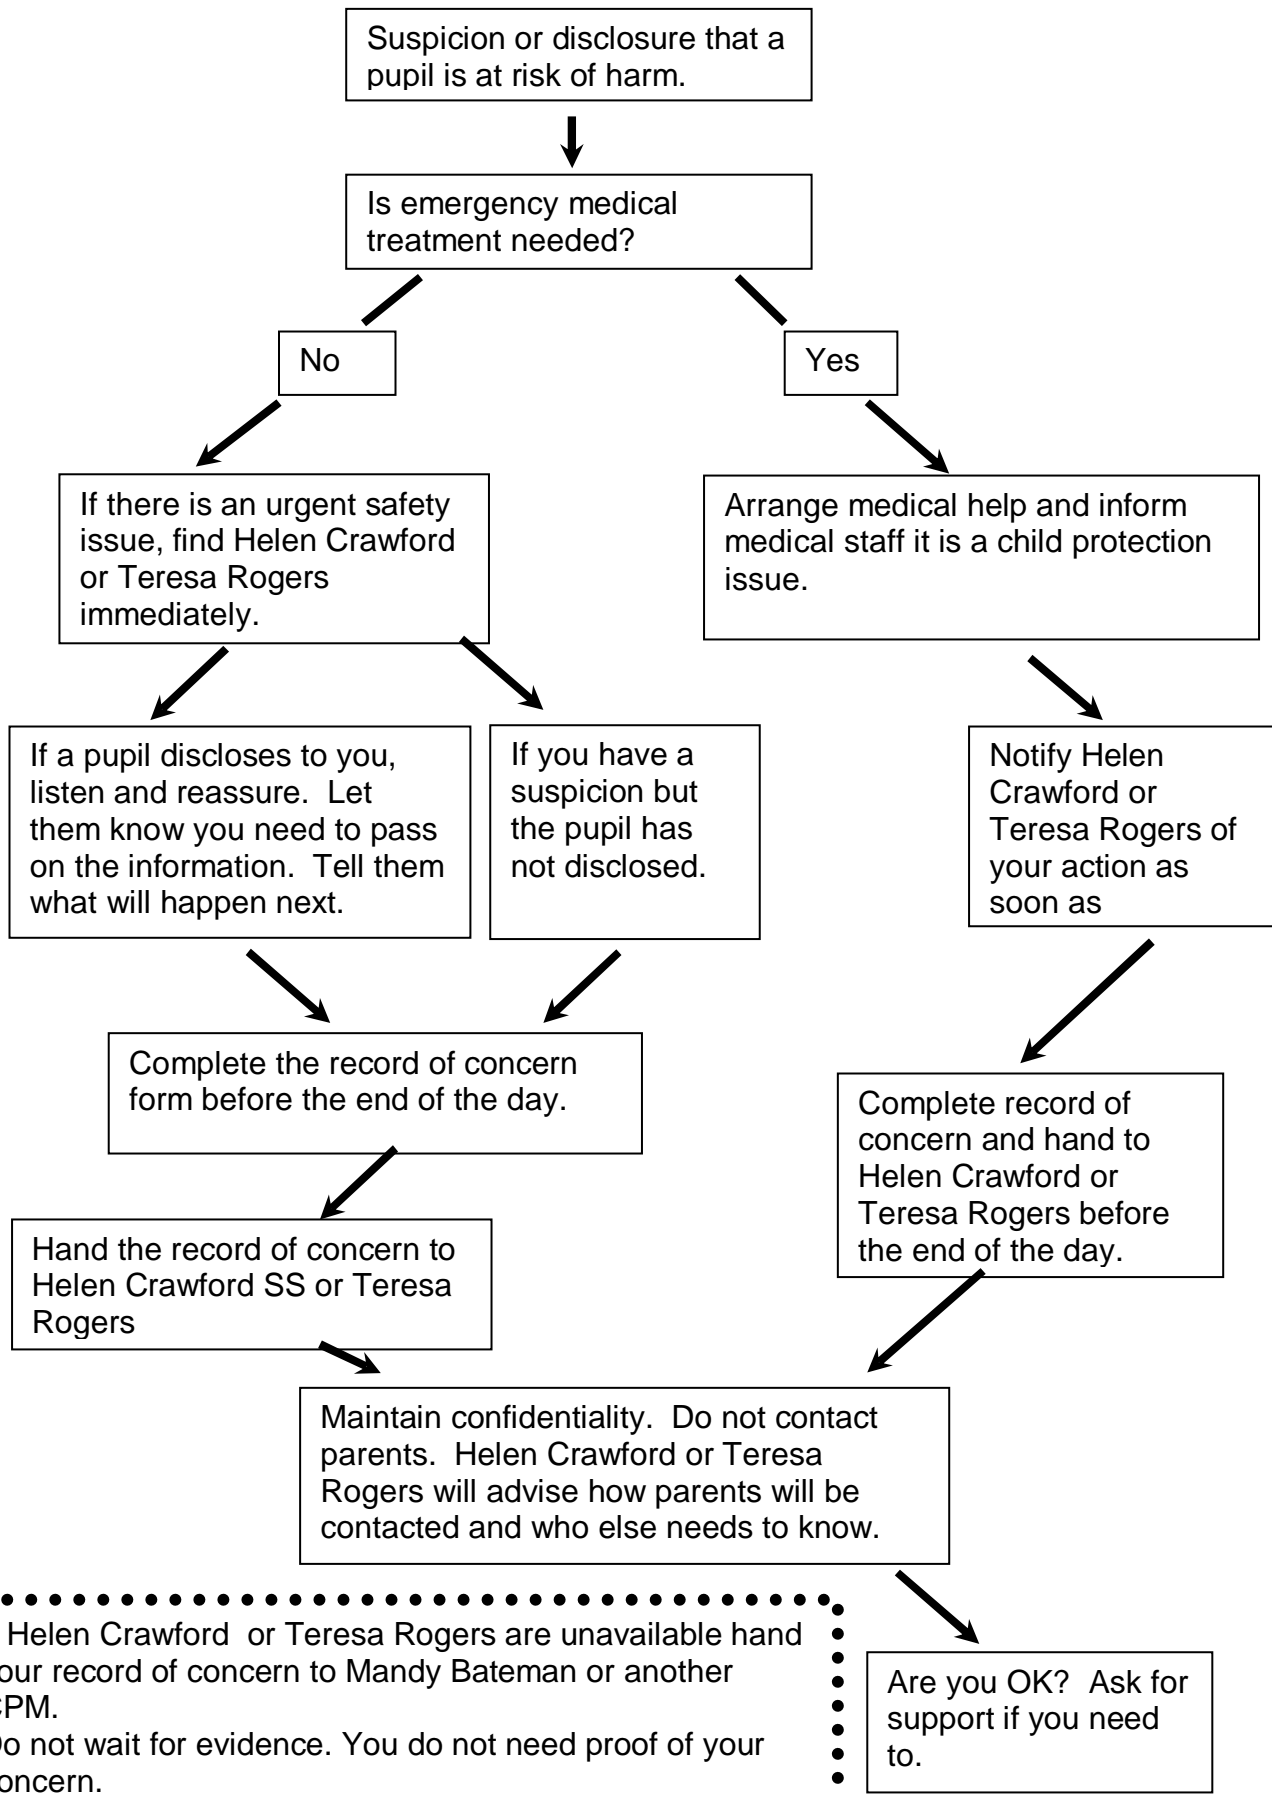 Suspicion or disclosure that a
pupil is at risk of harm.
Is emergency medical
treatment needed?
No
Yes
If there is an urgent safety
issue, find Helen Crawford
or Teresa Rogers
immediately.
Arrange medical help and inform
medical staff it is a child protection
issue.
If a pupil discloses to you,
listen and reassure. Let
them know you need to pass
on the information. Tell them
what will happen next.
If you have a
suspicion but
the pupil has
not disclosed.
Notify Helen
Crawford or
Teresa Rogers of
your action as
soon as
Complete the record of concern
form before the end of the day.
Complete record of
concern and hand to
Helen Crawford or
Teresa Rogers before
the end of the day.
Hand the record of concern to
Helen Crawford SS or Teresa
Rogers
Maintain confidentiality. Do not contact
parents. Helen Crawford or Teresa
Rogers will advise how parents will be
contacted and who else needs to know.
Helen Crawford or Teresa Rogers are unavailable hand
our record of concern to Mandy Bateman or another
CPM.
Do not wait for evidence. You do not need proof of your
oncern.
Are you OK? Ask for
support if you need
to.